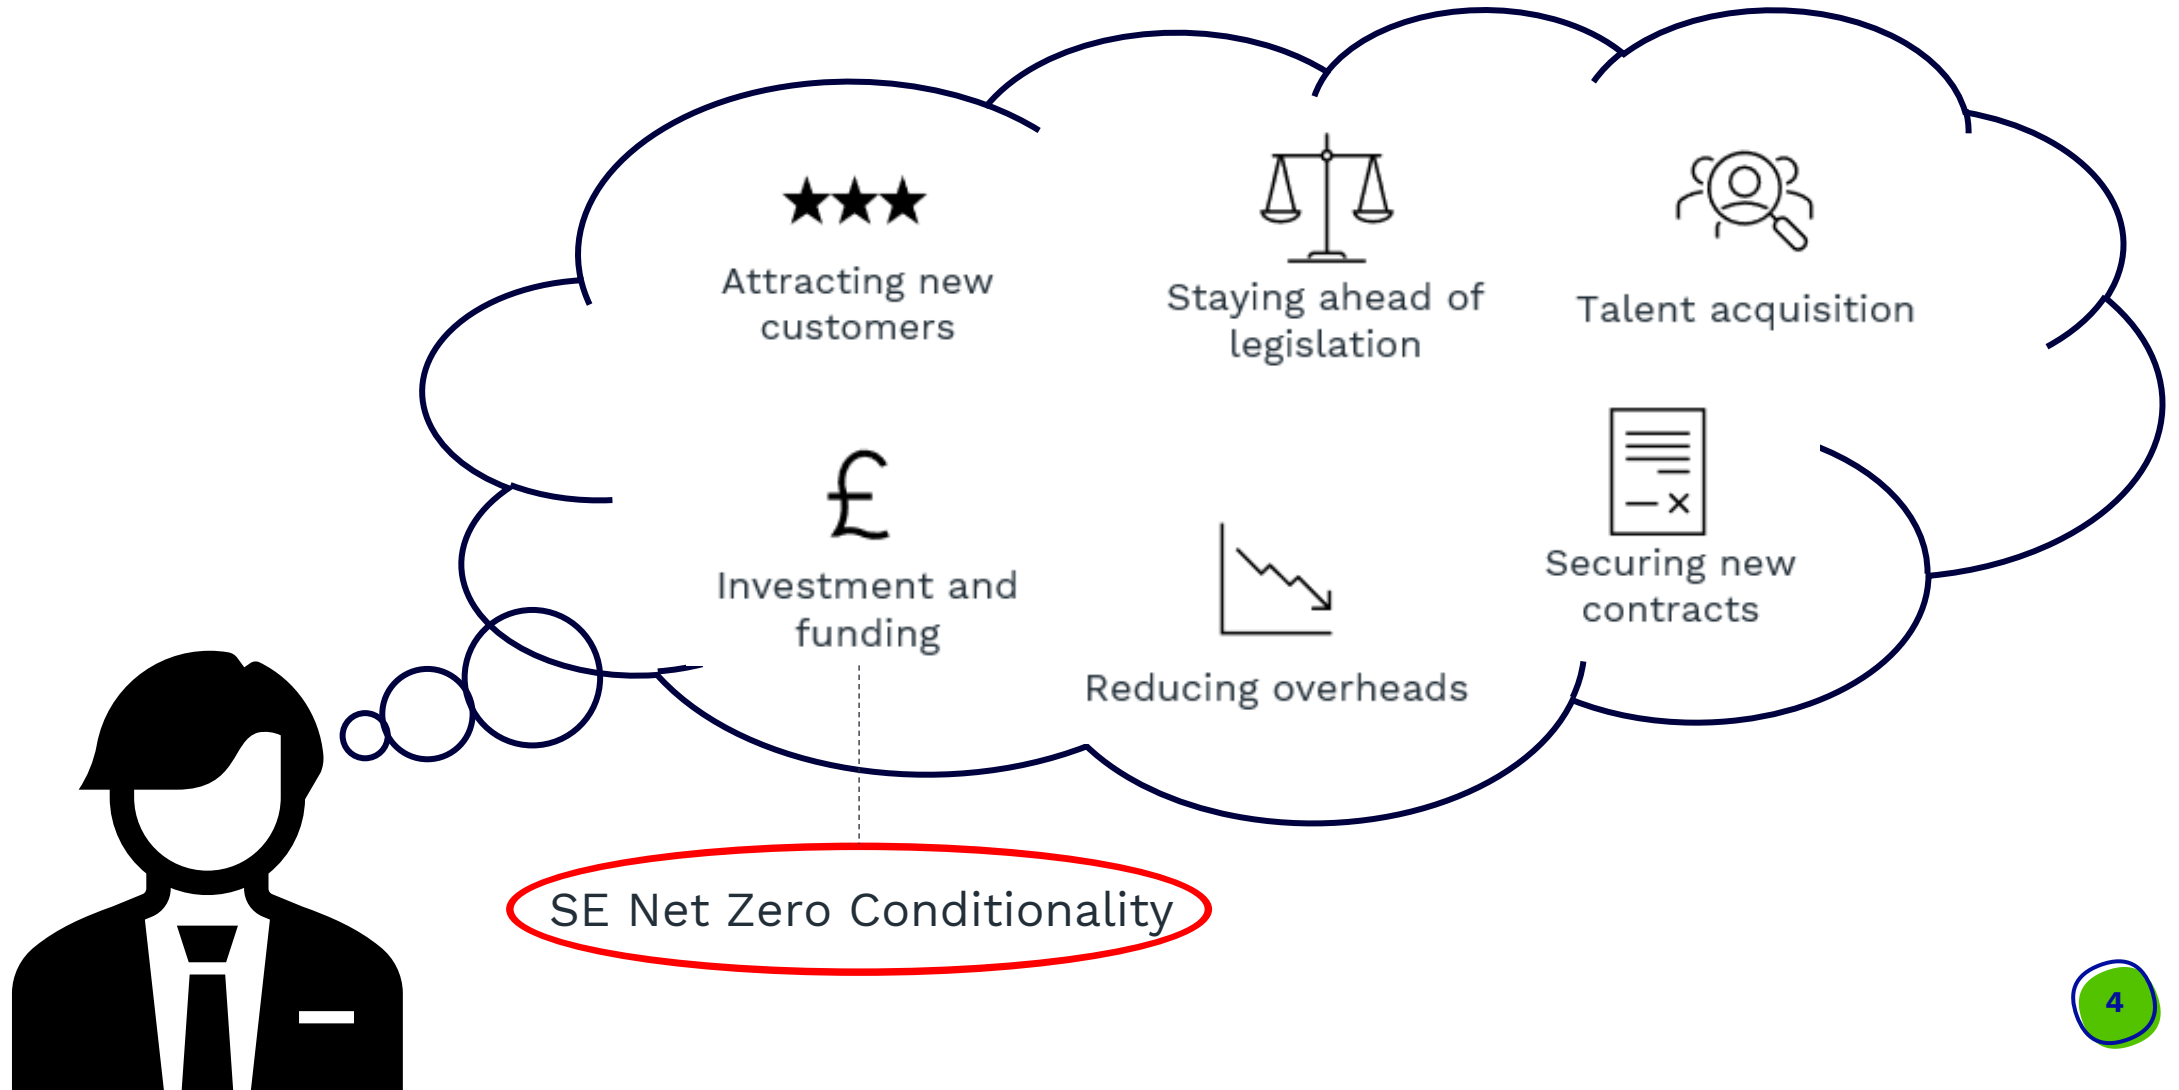 Attracting new
customers
Staying ahead of
legislation
Talent acquisition
£
Investment and
funding
Reducing overheads
Securing new
contracts
SE Net Zero Conditionality
4